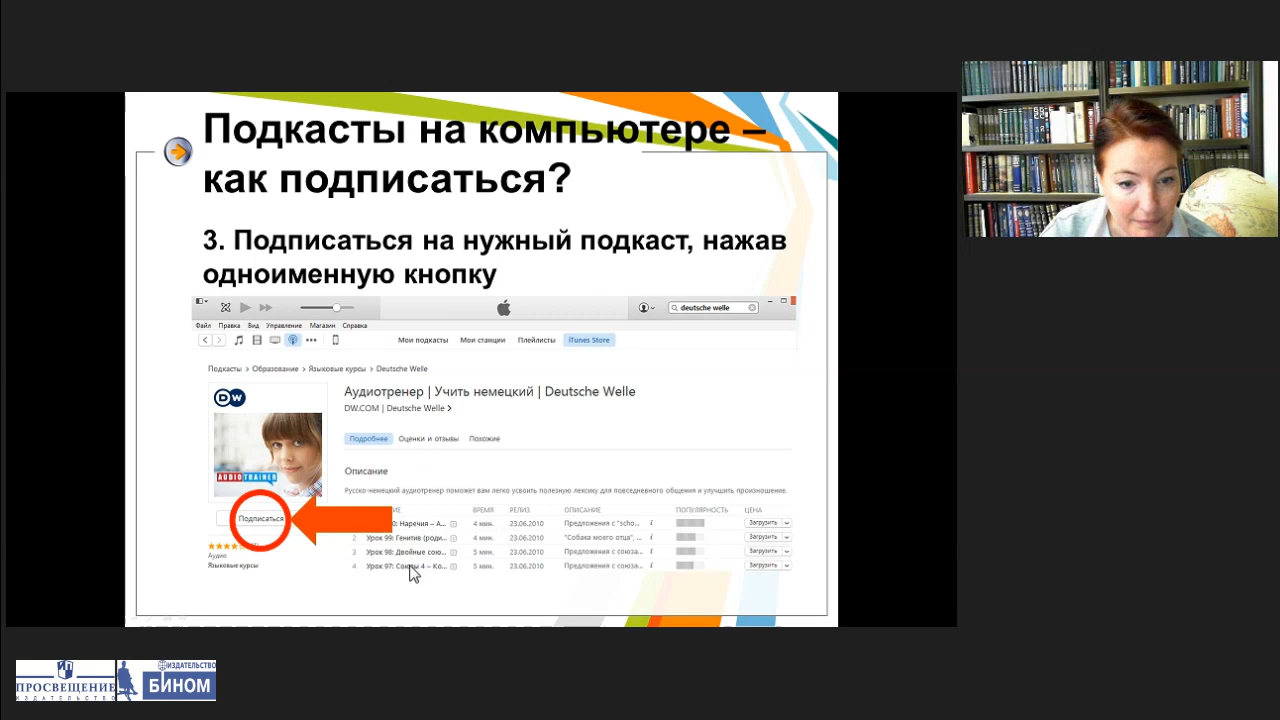 Подкасты на компьютере –
как подписаться?
3. Подписаться на нужный подкаст, нажав
одноименную кнопку
deutsche welle
Файл Правка Вид Управление Магазин Справка
Мои подкасты Мои станции Плейлисты iTunes Store
Подкасты > Образование > Языковые курсы > Deutsche Welle
DW
Аудиотренер | Учить немецкий | Deutsche Welle
DW.COM | Deutsche Welle >
Подробнее Оценки и отзывы Похожие
Описание
Русско-немецкий аудиотренер поможет вам легко усвоить полезную лексику для повседневного общения и улучшить произношение.
AUDIOTRAINER
Подписаться
ВРЕМЯ РЕЛИЗ ОПИСАНИЕ ПОПУЛЯРНОСТЬ ЦЕНА
0: Наречия – А... 4 мин. 23.06.2010 Предложения с "scho... Загрузить
2 Урок 99: Генитив (роди... 4 мин. 23.06.2010 "Собака моего отца", ... Загрузить
3 Урок 98: Двойные сою... 5 мин. 23.06.2010 Предложения с союза... Загрузить
4 Урок 97: Союзы 4 – Ко... 5 мин. 23.06.2010 Предложения с союза... Загрузить
Аудио
Языковые курсы
ПРОСВЕЩЕНИЕ
ИЗДАТЕЛЬСТВО
ИЗДАТЕЛЬСТВО
БИНОМ